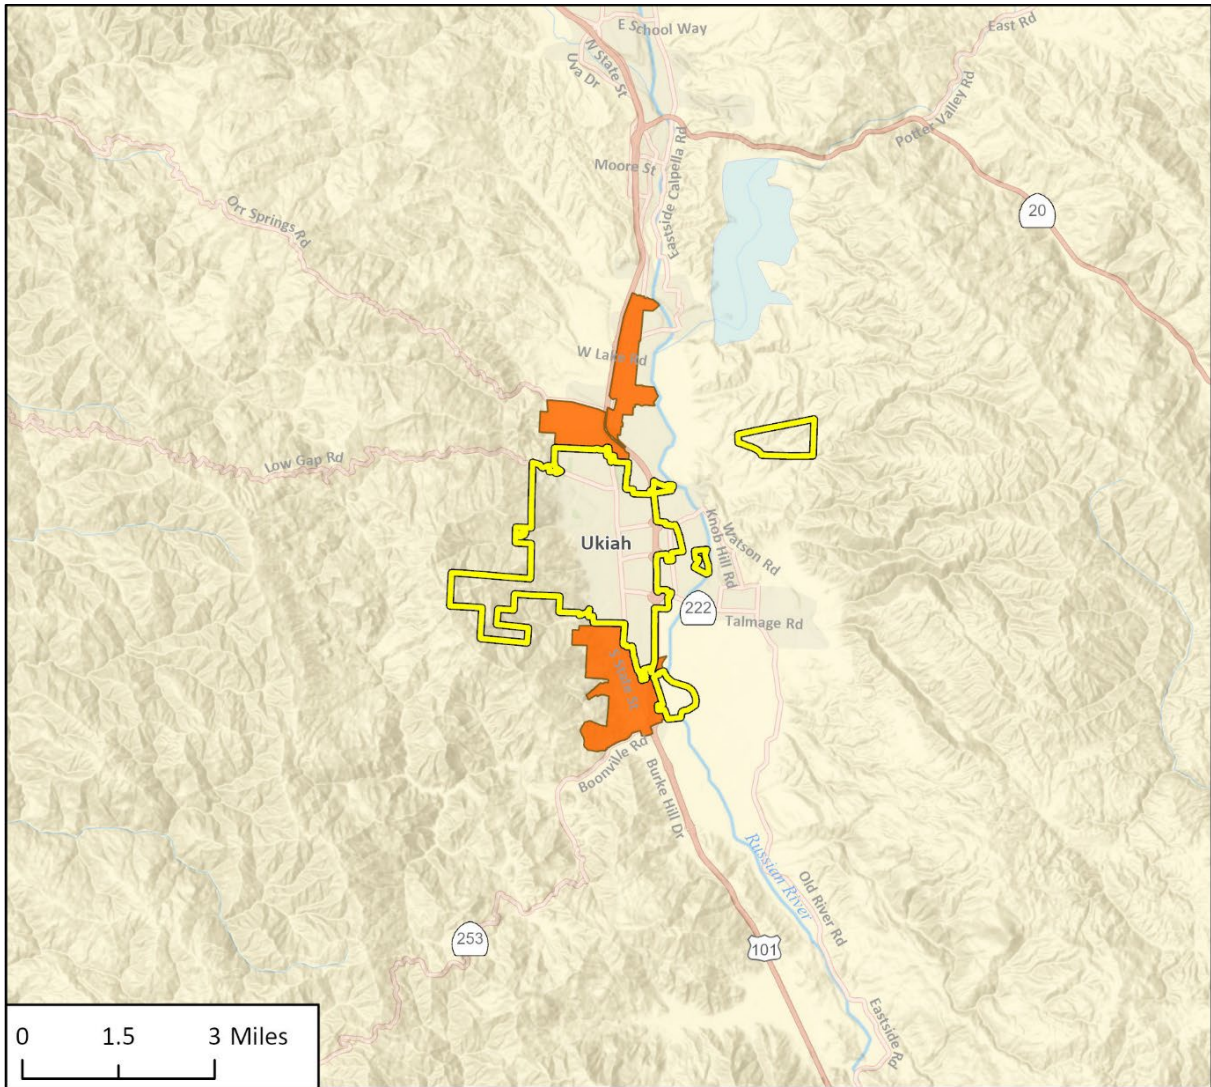 E School Way
East Rd
N State St
Uva Dr
Potter Valley Rd
Moore St
Eastside Calpella Rd
Orr Springs Rd
20
W Lake Rd
Low Gap Rd
Ukiah
Knob Hill Rd
Watson Rd
222
Talmage Rd
S State St
Boonville Rd
Burke Hill Dr
Russian River
Old River Rd
253
101
Eastside Rd
0 1.5 3 Miles